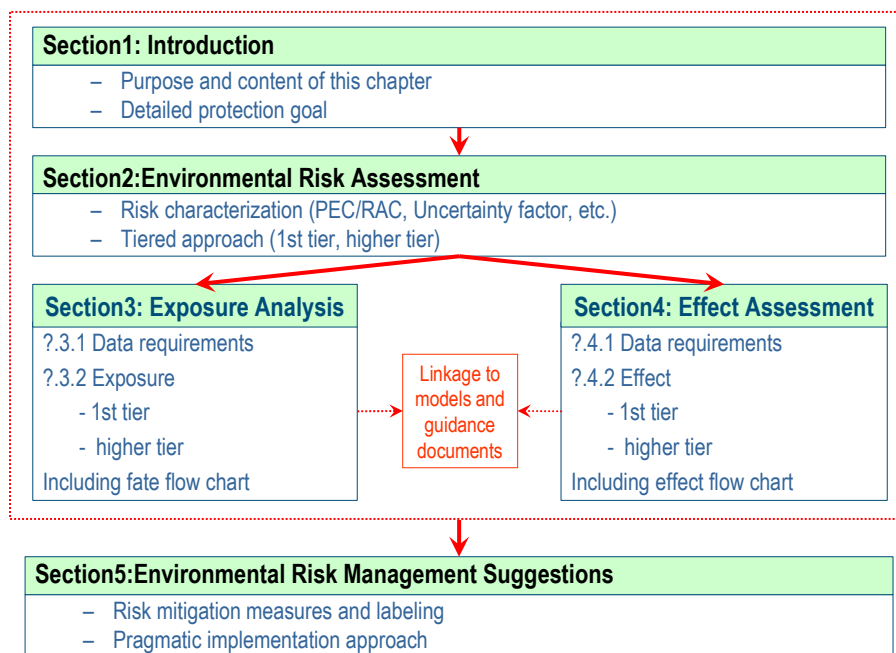 Section1: Introduction
– Purpose and content of this chapter
– Detailed protection goal
Section2:Environmental Risk Assessment
– Risk characterization (PEC/RAC, Uncertainty factor, etc.)
– Tiered approach (1st tier, higher tier)
Section3: Exposure Analysis
?.3.1 Data requirements
?.3.2 Exposure
- 1st tier
- higher tier
Including fate flow chart
Linkage to
models and
guidance
documents
Section4: Effect Assessment
?.4.1 Data requirements
?.4.2 Effect
- 1st tier
- higher tier
Including effect flow chart
Section5:Environmental Risk Management Suggestions
– Risk mitigation measures and labeling
– Pragmatic implementation approach